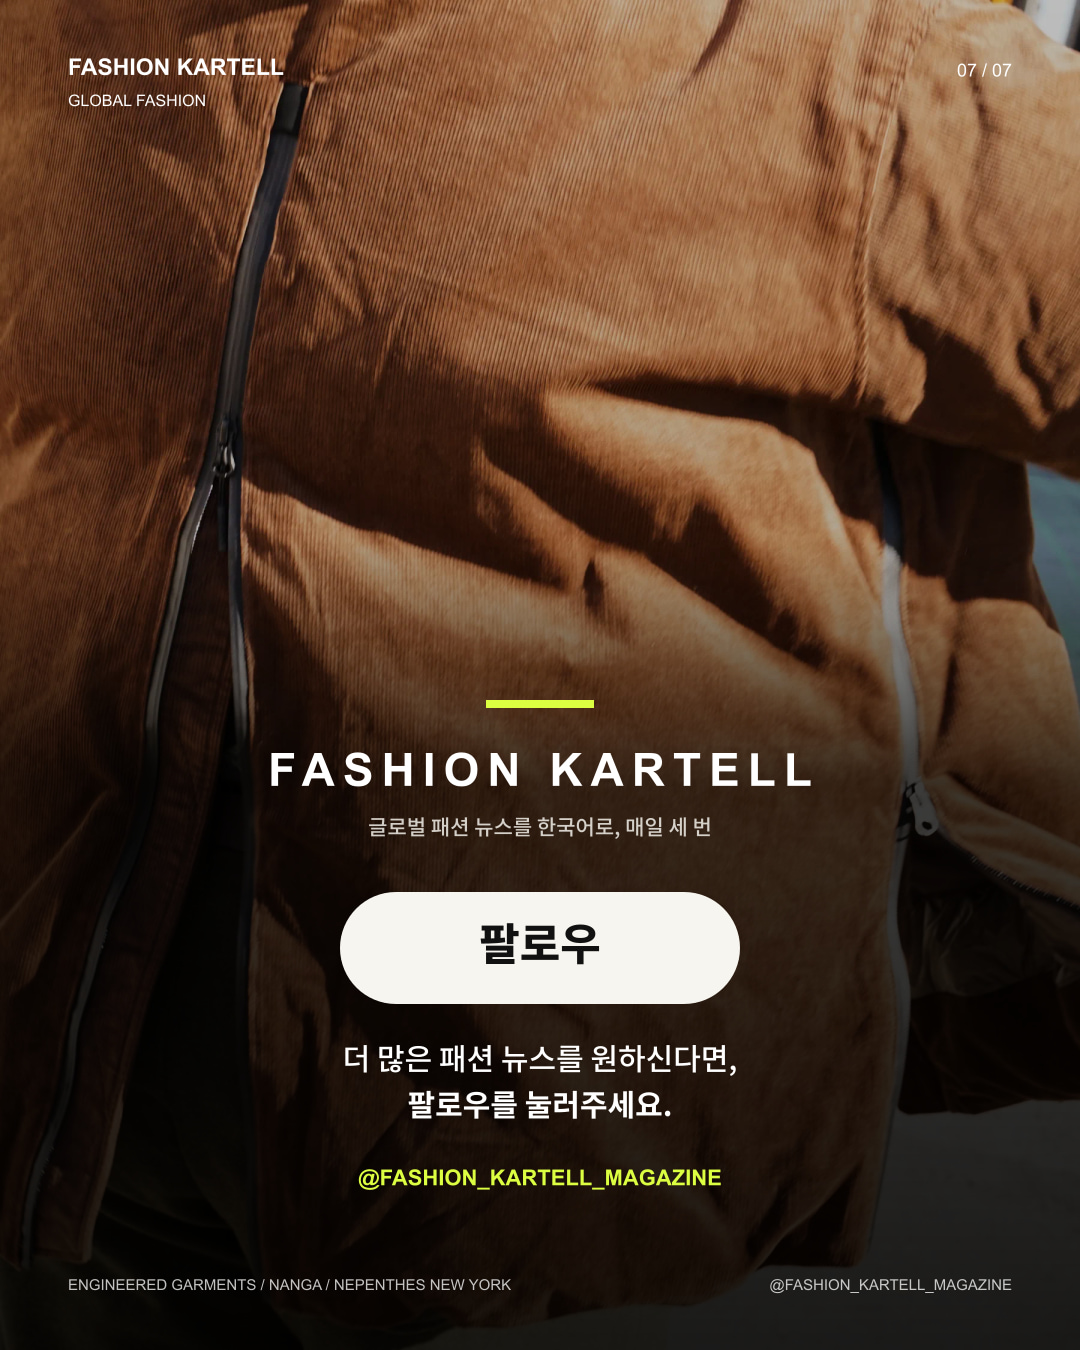 FASHION KARTELL
07 / 07
GLOBAL FASHION
FASHION KARTELL
글로벌 패션 뉴스를 한국어로, 매일 세 번
팔로우
더 많은 패션 뉴스를 원하신다면,
팔로우를 눌러주세요.
@FASHION_KARTELL_MAGAZINE
ENGINEERED GARMENTS / NANGA / NEPENTHES NEW YORK
@FASHION_KARTELL_MAGAZINE